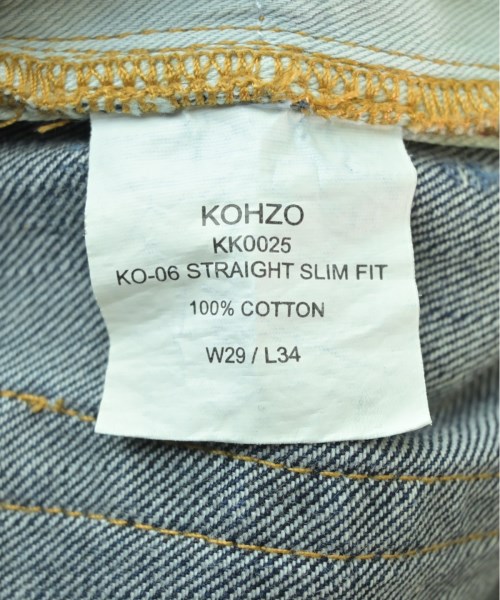 KOHZO
KK0025
KO-06 STRAIGHT SLIM FIT
100% COTTON
W29 / L34